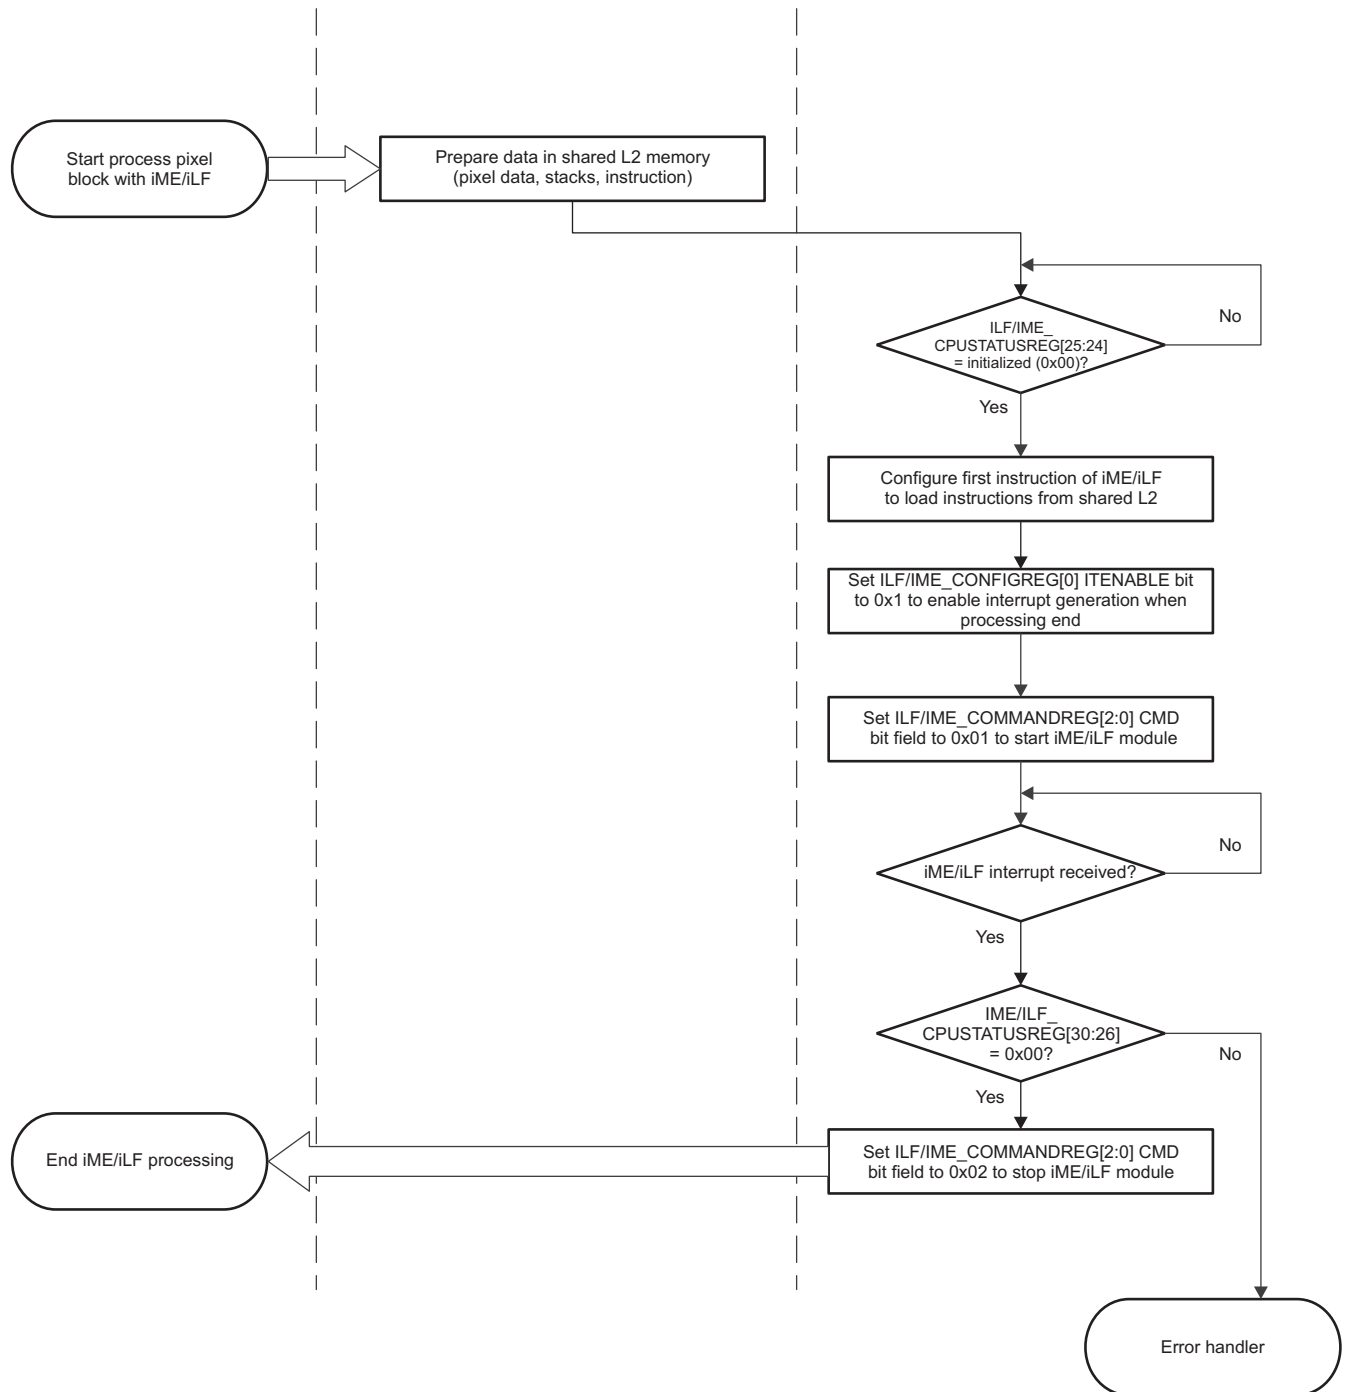 Start process pixel
block with iME/iLF
Prepare data in shared L2 memory
(pixel data, stacks, instruction)
ILF/IME_
CPUSTATUSREG[25:24]
= initialized (0x00)?
No
Yes
Configure first instruction of iME/iLF
to load instructions from shared L2
Set ILF/IME_CONFIGREG[0] ITENABLE bit
to 0x1 to enable interrupt generation when
processing end
Set ILF/IME_COMMANDREG[2:0] CMD
bit field to 0x01 to start iME/iLF module
iME/iLF interrupt received?
No
Yes
IME/ILF_
CPUSTATUSREG[30:26]
= 0x00?
No
Yes
Set ILF/IME_COMMANDREG[2:0] CMD
bit field to 0x02 to stop iME/iLF module
End iME/iLF processing
Error handler